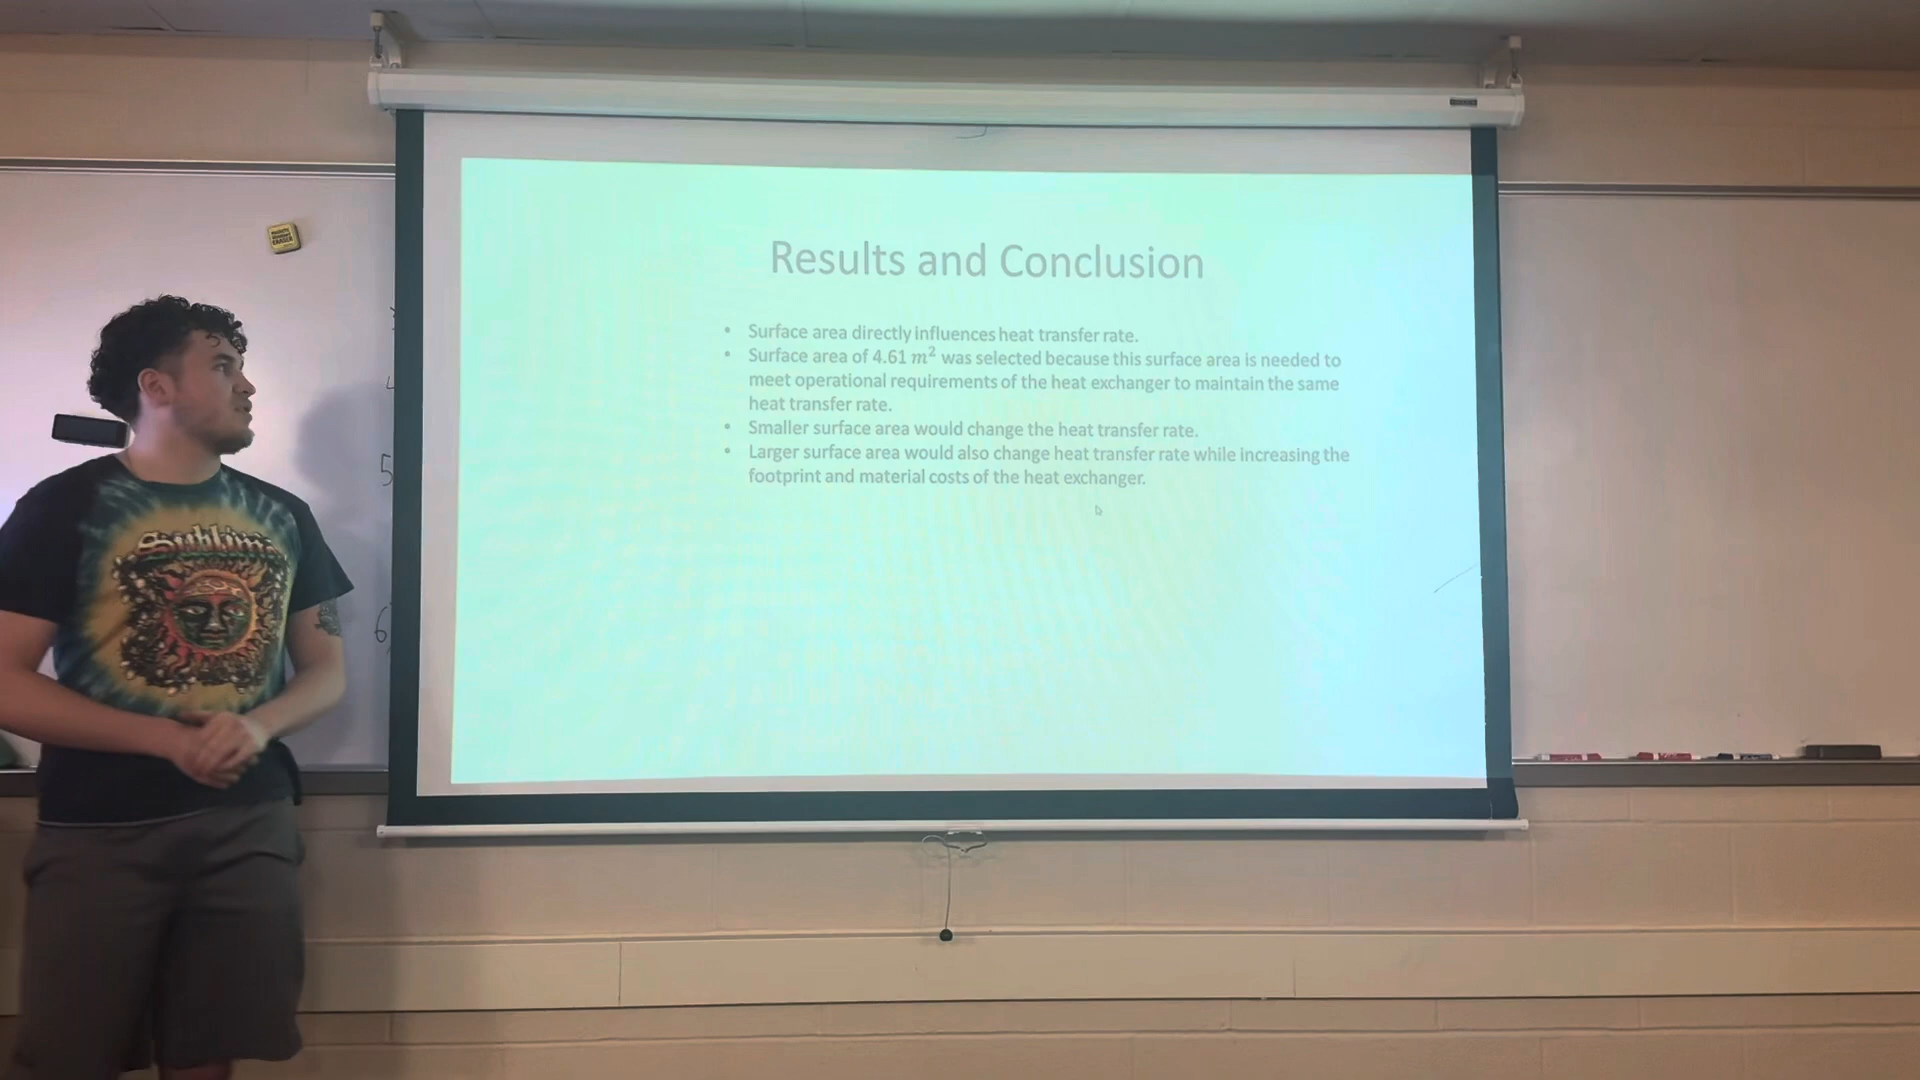 Results and Conclusion
• Surface area directly influences heat transfer rate.
• Surface area of 4.61 m² was selected because this surface area is needed to
meet operational requirements of the heat exchanger to maintain the same
heat transfer rate.
• Smaller surface area would change the heat transfer rate.
• Larger surface area would also change heat transfer rate while increasing the
footprint and material costs of the heat exchanger.
5
6
Sublime